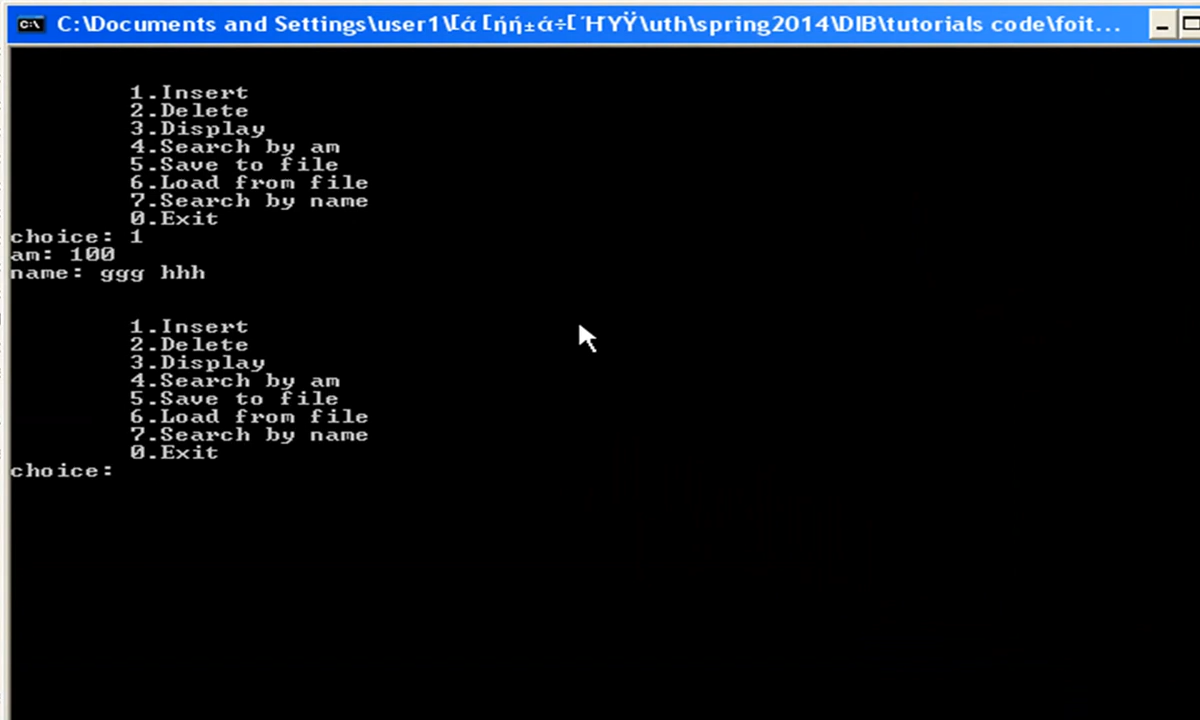 C:\Documents and Settings\user1\ \uth\spring2014\DIB\tutorials code\foit...
1.Insert
2.Delete
3.Display
4.Search by am
5.Save to file
6.Load from file
7.Search by name
0.Exit
choice: 1
am: 100
name: ggg hhh
1.Insert
2.Delete
3.Display
4.Search by am
5.Save to file
6.Load from file
7.Search by name
0.Exit
choice: